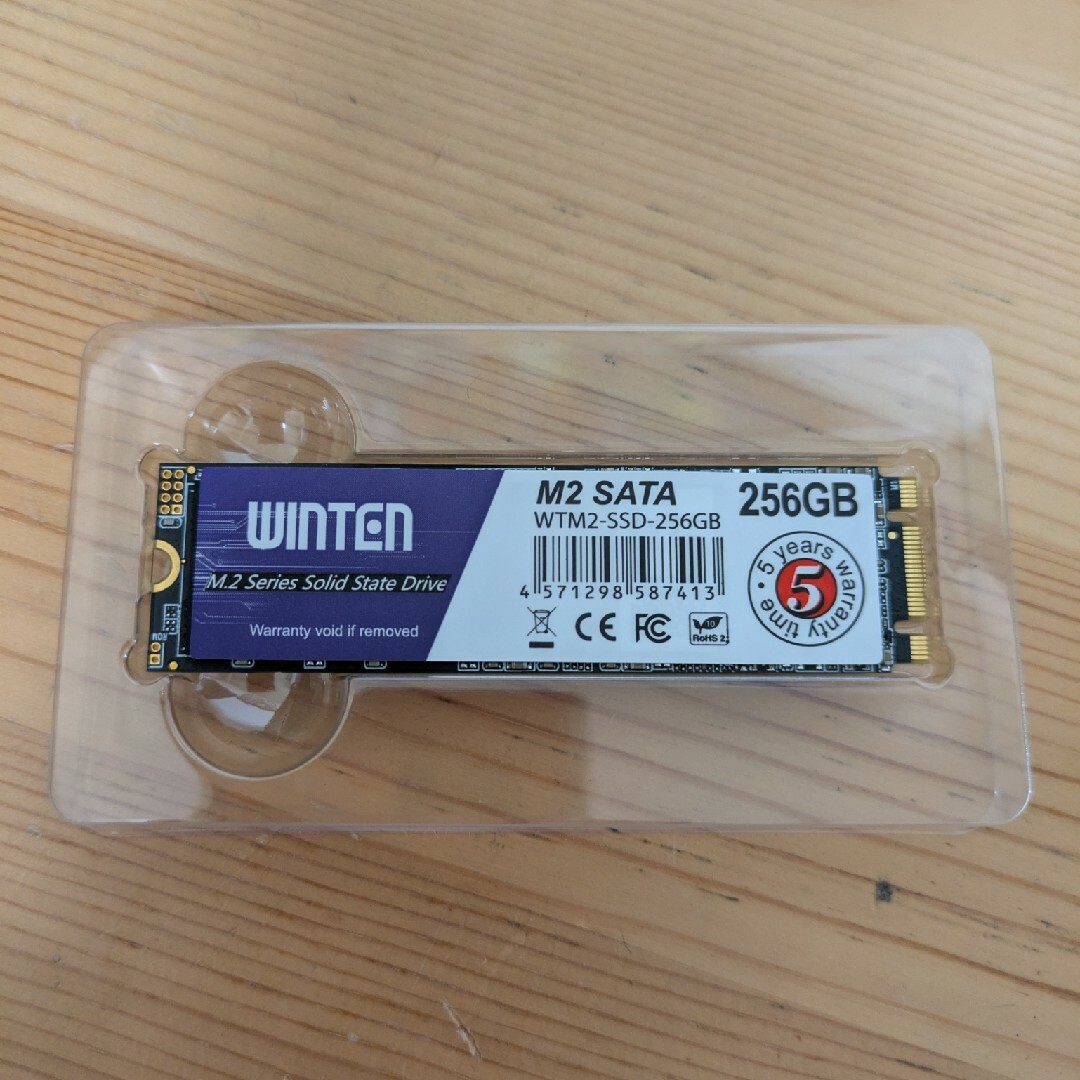 WINTEN
M.2 Series Solid State Drive
Warranty void if removed
M2 SATA
256GB
WTM2-SSD-256GB
4 571298 587413
CE FC
RoHS 2
5 years warranty time
5